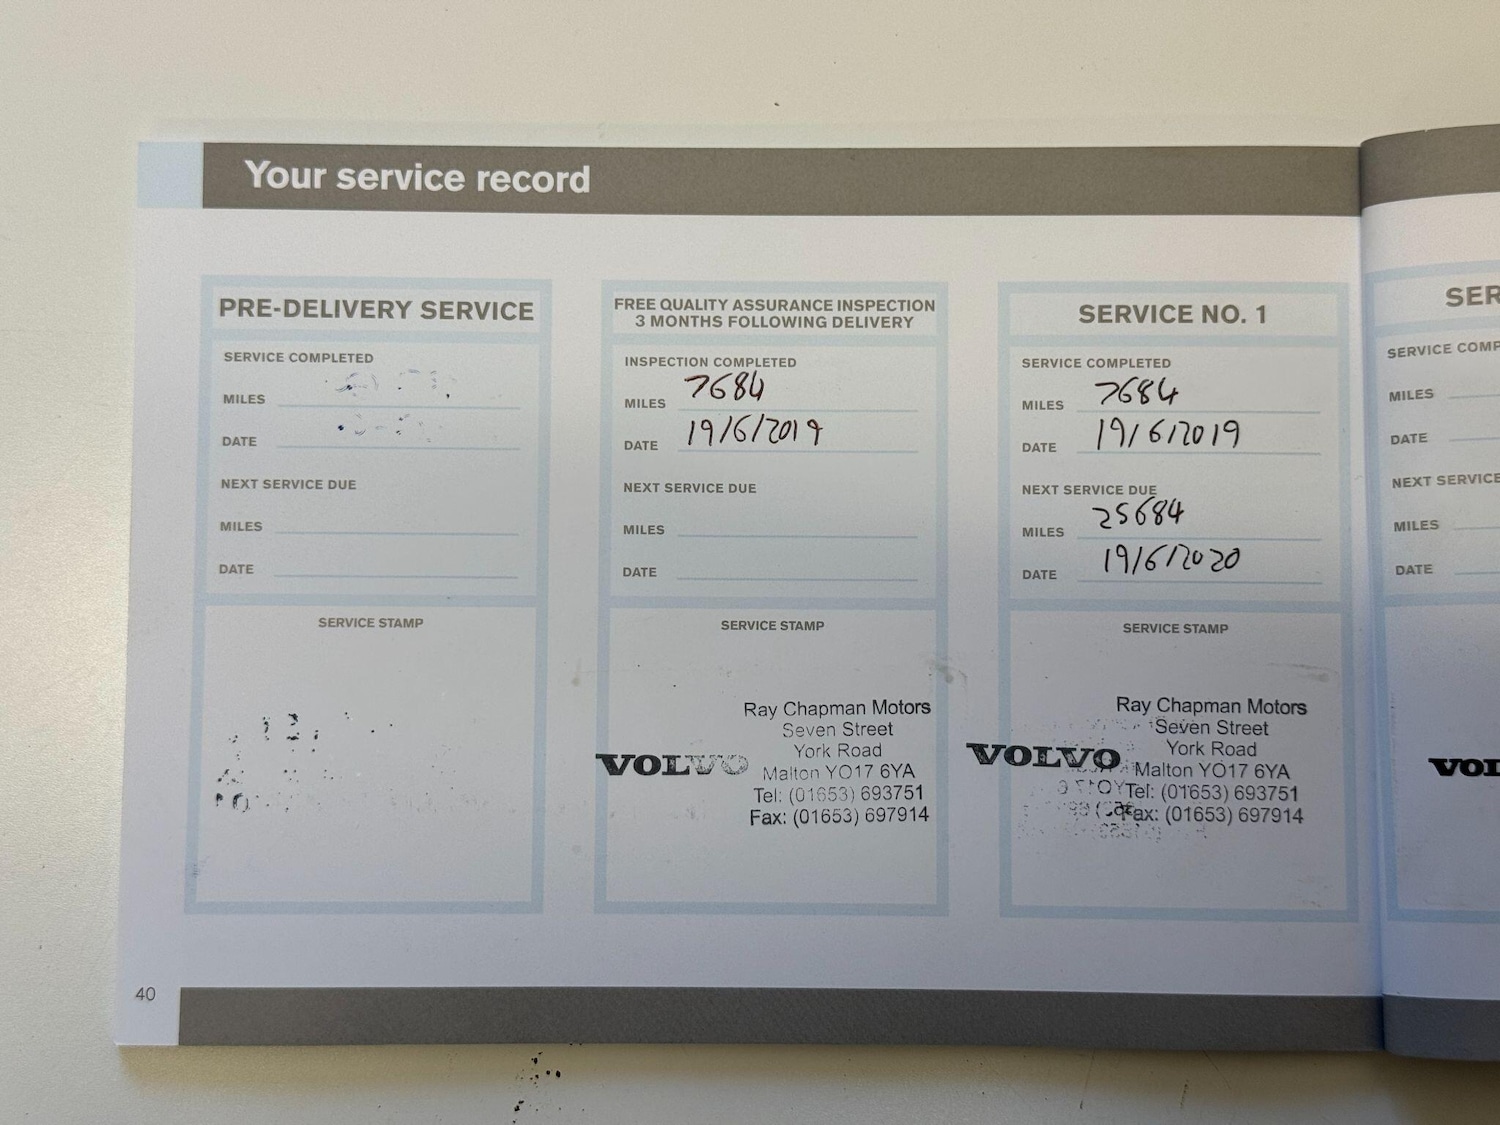 Your service record
PRE-DELIVERY SERVICE
SERVICE COMPLETED
MILES
DATE
NEXT SERVICE DUE
MILES
DATE
SERVICE STAMP
FREE QUALITY ASSURANCE INSPECTION
3 MONTHS FOLLOWING DELIVERY
INSPECTION COMPLETED
MILES 7684
DATE 19/6/2019
NEXT SERVICE DUE
MILES
DATE
SERVICE STAMP
Ray Chapman Motors
Seven Street
York Road
VOLVO
Malton YO17 6YA
Tel: (01653) 693751
Fax: (01653) 697914
SERVICE NO. 1
SERVICE COMPLETED
MILES 7684
DATE 19/6/2019
NEXT SERVICE DUE
MILES 25684
DATE 19/6/2020
SERVICE STAMP
Ray Chapman Motors
Seven Street
York Road
VOLVO
Malton YO17 6YA
Tel: (01653) 693751
Fax: (01653) 697914
SER
SERVICE COMP
MILES
DATE
NEXT SERVICE
MILES
DATE
VOL
40